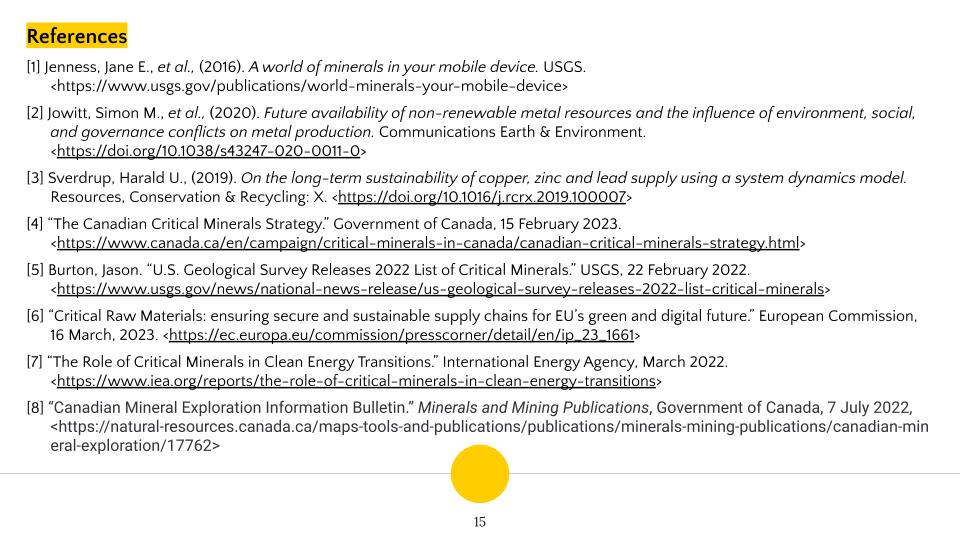 References
[1] Jenness, Jane E., et al., (2016). A world of minerals in your mobile device. USGS.
<https://www.usgs.gov/publications/world-minerals-your-mobile-device>
[2] Jowitt, Simon M., et al., (2020). Future availability of non-renewable metal resources and the influence of environment, social,
and governance conflicts on metal production. Communications Earth & Environment.
<https://doi.org/10.1038/s43247-020-0011-0>
[3] Sverdrup, Harald U., (2019). On the long-term sustainability of copper, zinc and lead supply using a system dynamics model.
Resources, Conservation & Recycling: X. <https://doi.org/10.1016/j.rcrx.2019.100007>
[4] “The Canadian Critical Minerals Strategy.” Government of Canada, 15 February 2023.
<https://www.canada.ca/en/campaign/critical-minerals-in-canada/canadian-critical-minerals-strategy.html>
[5] Burton, Jason. “U.S. Geological Survey Releases 2022 List of Critical Minerals.” USGS, 22 February 2022.
<https://www.usgs.gov/news/national-news-release/us-geological-survey-releases-2022-list-critical-minerals>
[6] “Critical Raw Materials: ensuring secure and sustainable supply chains for EU’s green and digital future.” European Commission,
16 March, 2023. <https://ec.europa.eu/commission/presscorner/detail/en/ip_23_1661>
[7] “The Role of Critical Minerals in Clean Energy Transitions.” International Energy Agency, March 2022.
<https://www.iea.org/reports/the-role-of-critical-minerals-in-clean-energy-transitions>
[8] “Canadian Mineral Exploration Information Bulletin.” Minerals and Mining Publications, Government of Canada, 7 July 2022,
<https://natural-resources.canada.ca/maps-tools-and-publications/publications/minerals-mining-publications/canadian-min
eral-exploration/17762>
15